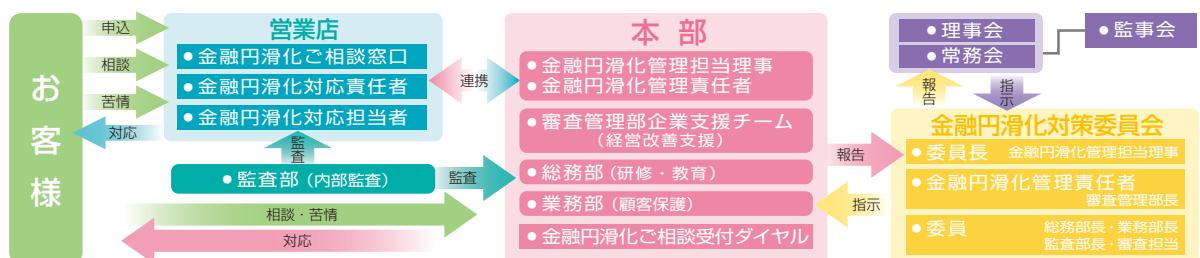 お客様
申込
相談
苦情
対応
営業店
●金融円滑化ご相談窓口
●金融円滑化対応責任者
●金融円滑化対応担当者
監査
●監査部(内部監査)
監査
相談・苦情
対応
連携
本部
●金融円滑化管理担当理事
●金融円滑化管理責任者
●審査管理部企業支援チーム
(経営改善支援)
●総務部(研修・教育)
●業務部(顧客保護)
●金融円滑化ご相談受付ダイヤル
報告
指示
●理事会
●常務会
●監事会
報告
指示
金融円滑化対策委員会
●委員長 金融円滑化管理担当理事
●金融円滑化管理責任者
審査管理部長
●委員 総務部長・業務部長
監査部長・審査担当